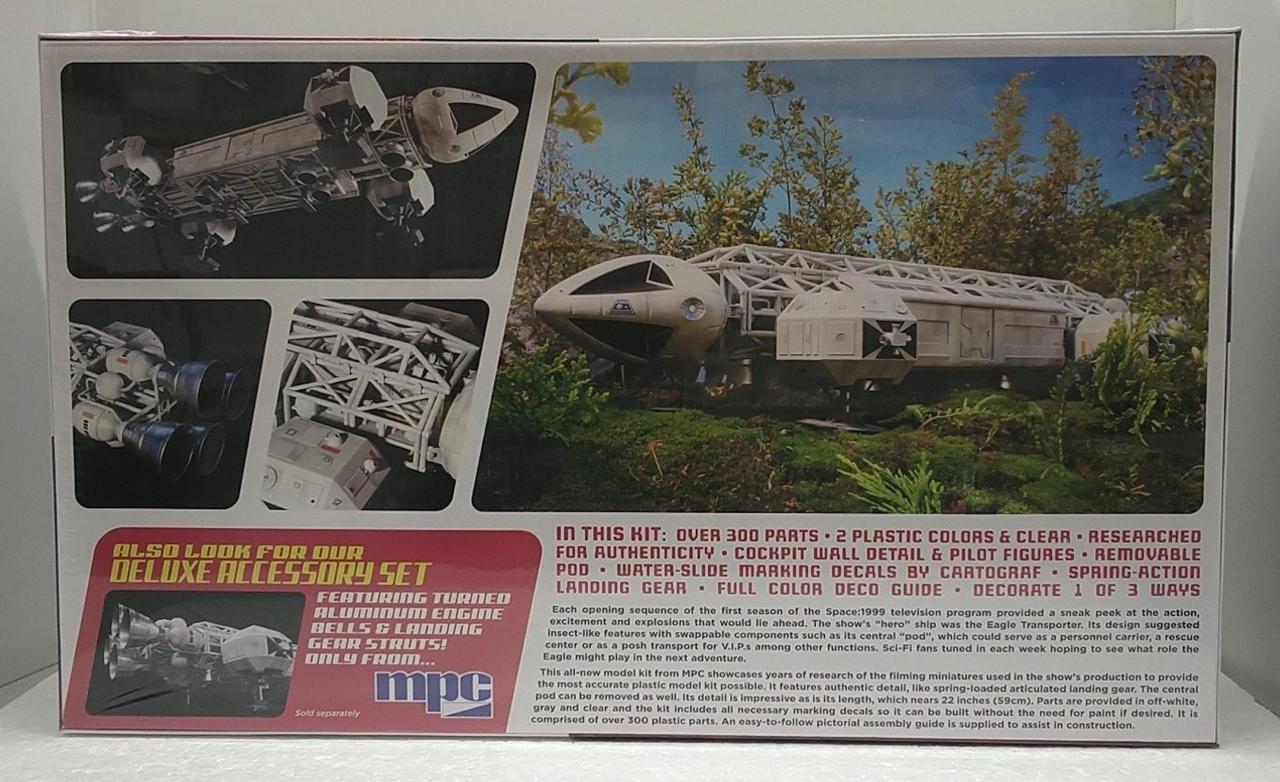 IN THIS KIT: OVER 300 PARTS • 2 PLASTIC COLORS & CLEAR • RESEARCHED
FOR AUTHENTICITY • COCKPIT WALL DETAIL & PILOT FIGURES • REMOVABLE
POD • WATER-SLIDE MARKING DECALS BY CARTOGRAF • SPRING-ACTION
LANDING GEAR • FULL COLOR DECO GUIDE • DECORATE 1 OF 3 WAYS
Each opening sequence of the first season of the Space:1999 television program provided a sneak peek at the action,
excitement and explosions that would lie ahead. The show's "hero" ship was the Eagle Transporter. Its design suggested
insect-like features with swappable components such as its central "pod", which could serve as a personnel carrier, a rescue
center or as a posh transport for V.I.P.s among other functions. Sci-Fi fans tuned in each week hoping to see what role the
Eagle might play in the next adventure.
This all-new model kit from MPC showcases years of research of the filming miniatures used in the show's production to provide
the most accurate plastic model kit possible. It features authentic detail, like spring-loaded articulated landing gear. The central
pod can be removed as well. Its detail is impressive as is its length, which nears 22 inches (59cm). Parts are provided in off-white,
gray and clear and the kit includes all necessary marking decals so it can be built without the need for paint if desired. It is
comprised of over 300 plastic parts. An easy-to-follow pictorial assembly guide is supplied to assist in construction.
ALSO LOOK FOR OUR
DELUXE ACCESSORY SET
FEATURING TURNED
ALUMINUM ENGINE
BELLS & LANDING
GEAR STRUTS!
ONLY FROM...
mpc
Sold separately